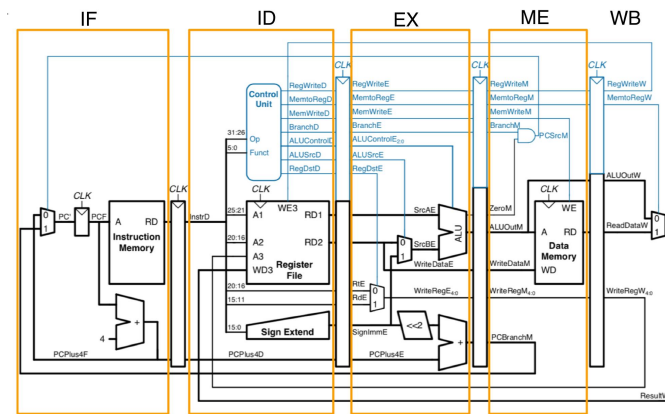 IF ID EX ME WB
CLK CLK CLK
RegWriteD RegWriteE RegWriteM RegWriteW
Control Unit
MemtoRegD MemtoRegE MemtoRegM MemtoRegW
MemWriteD MemWriteE MemWriteM
BranchD BranchE BranchM
PCSrcM
31:26 Op ALUControlD ALUControlE2:0
5:0 Funct ALUSrcD ALUSrcE
RegDstD RegDstE
ALUOutW
CLK CLK CLK CLK
WE3 WE
0 1 PC' PCF A RD InstrD 25:21 A1 RD1 SrcAE ZeroM
Instruction Memory
20:16 A2 RD2 0 1 SrcBE ALU ALUOutM A RD ReadDataW 0 1
A3 Register File
Data Memory
WD3 WriteDataE WriteDataM WD
20:16 RtE 0
15:11 RdE 1 WriteRegE4:0 WriteRegM4:0 WriteRegW4:0
+
4
15:0 Sign Extend SignImmE <<2
+
PCBranchM
PCPlus4F PCPlus4D PCPlus4E
ResultW